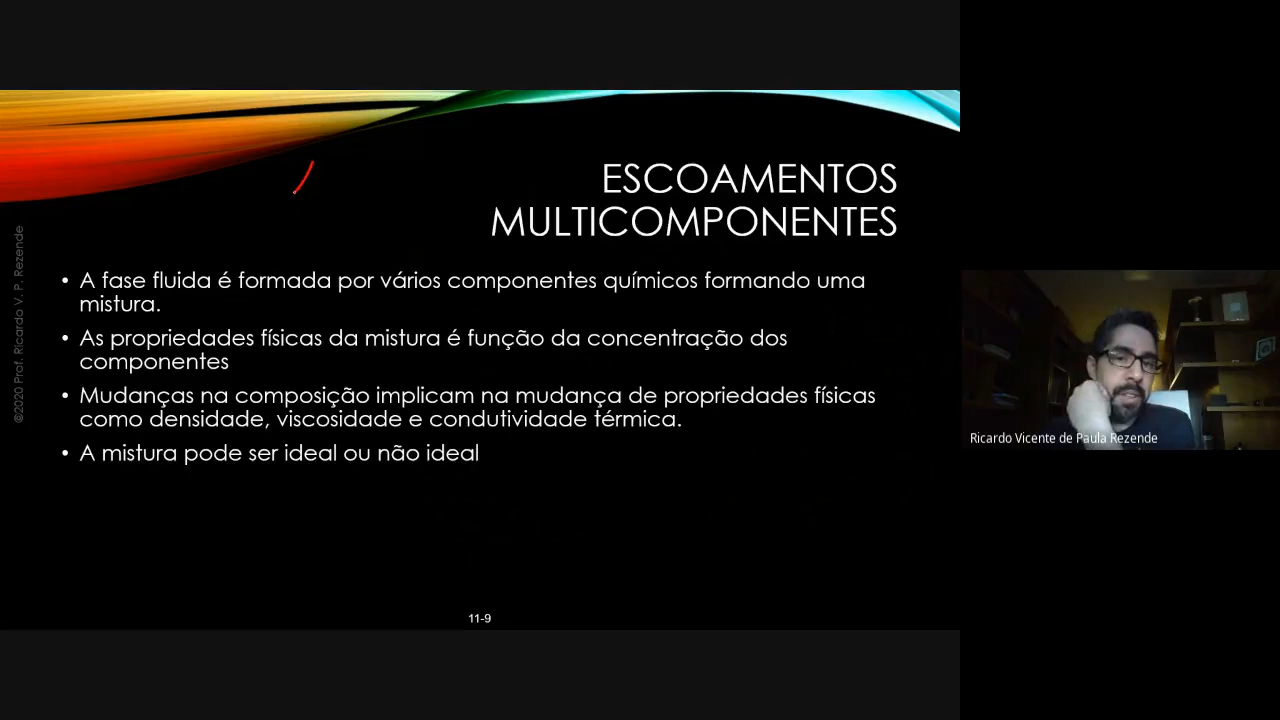 ESCOAMENTOS
MULTICOMPONENTES
• A fase fluida é formada por vários componentes químicos formando uma
mistura.
• As propriedades físicas da mistura é função da concentração dos
componentes
• Mudanças na composição implicam na mudança de propriedades físicas
como densidade, viscosidade e condutividade térmica.
• A mistura pode ser ideal ou não ideal
11-9
©2020 Prof. Ricardo V. P. Rezende
Ricardo Vicente de Paula Rezende